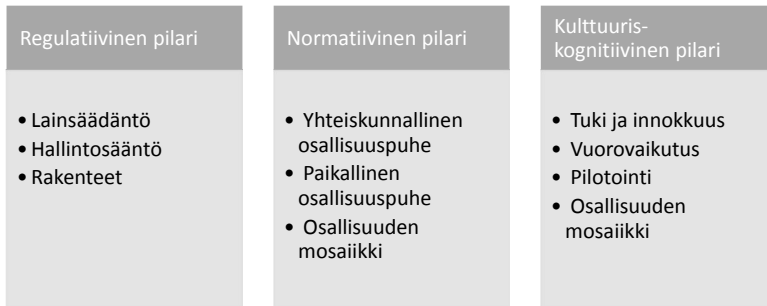 Regulatiivinen pilari
• Lainsäädäntö
• Hallintosääntö
• Rakenteet
Normatiivinen pilari
• Yhteiskunnallinen
osallisuuspuhe
• Paikallinen
osallisuuspuhe
• Osallisuuden
mosaiikki
Kulttuuris-
kognitiivinen pilari
• Tuki ja innokkuus
• Vuorovaikutus
• Pilotointi
• Osallisuuden
mosaiikki